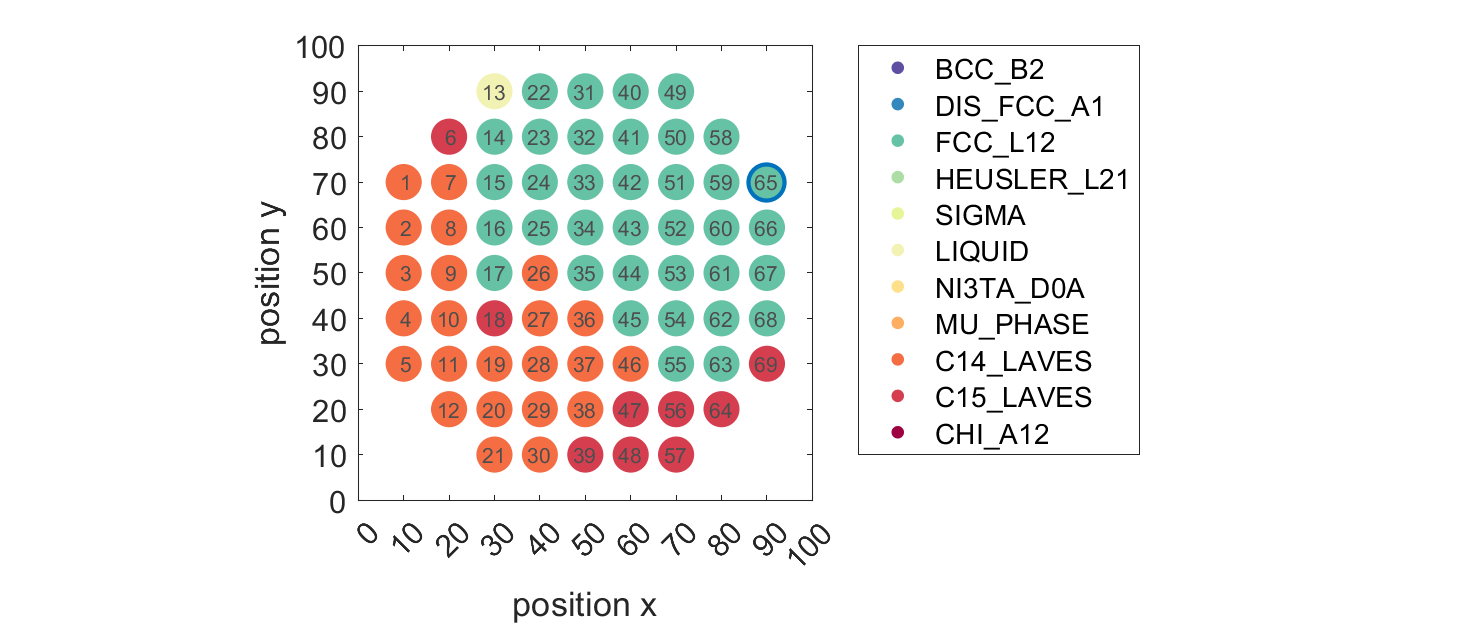 100
90
80
70
60
50
40
30
20
10
0
position y
13 22 31 40 49
6 14 23 32 41 50 58
1 7 15 24 33 42 51 59 65
2 8 16 25 34 43 52 60 66
3 9 17 26 35 44 53 61 67
4 10 18 27 36 45 54 62 68
5 11 19 28 37 46 55 63 69
12 20 29 38 47 56 64
21 30 39 48 57
0 10 20 30 40 50 60 70 80 90 100
position x
BCC_B2
DIS_FCC_A1
FCC_L12
HEUSLER_L21
SIGMA
LIQUID
NI3TA_D0A
MU_PHASE
C14_LAVES
C15_LAVES
CHI_A12